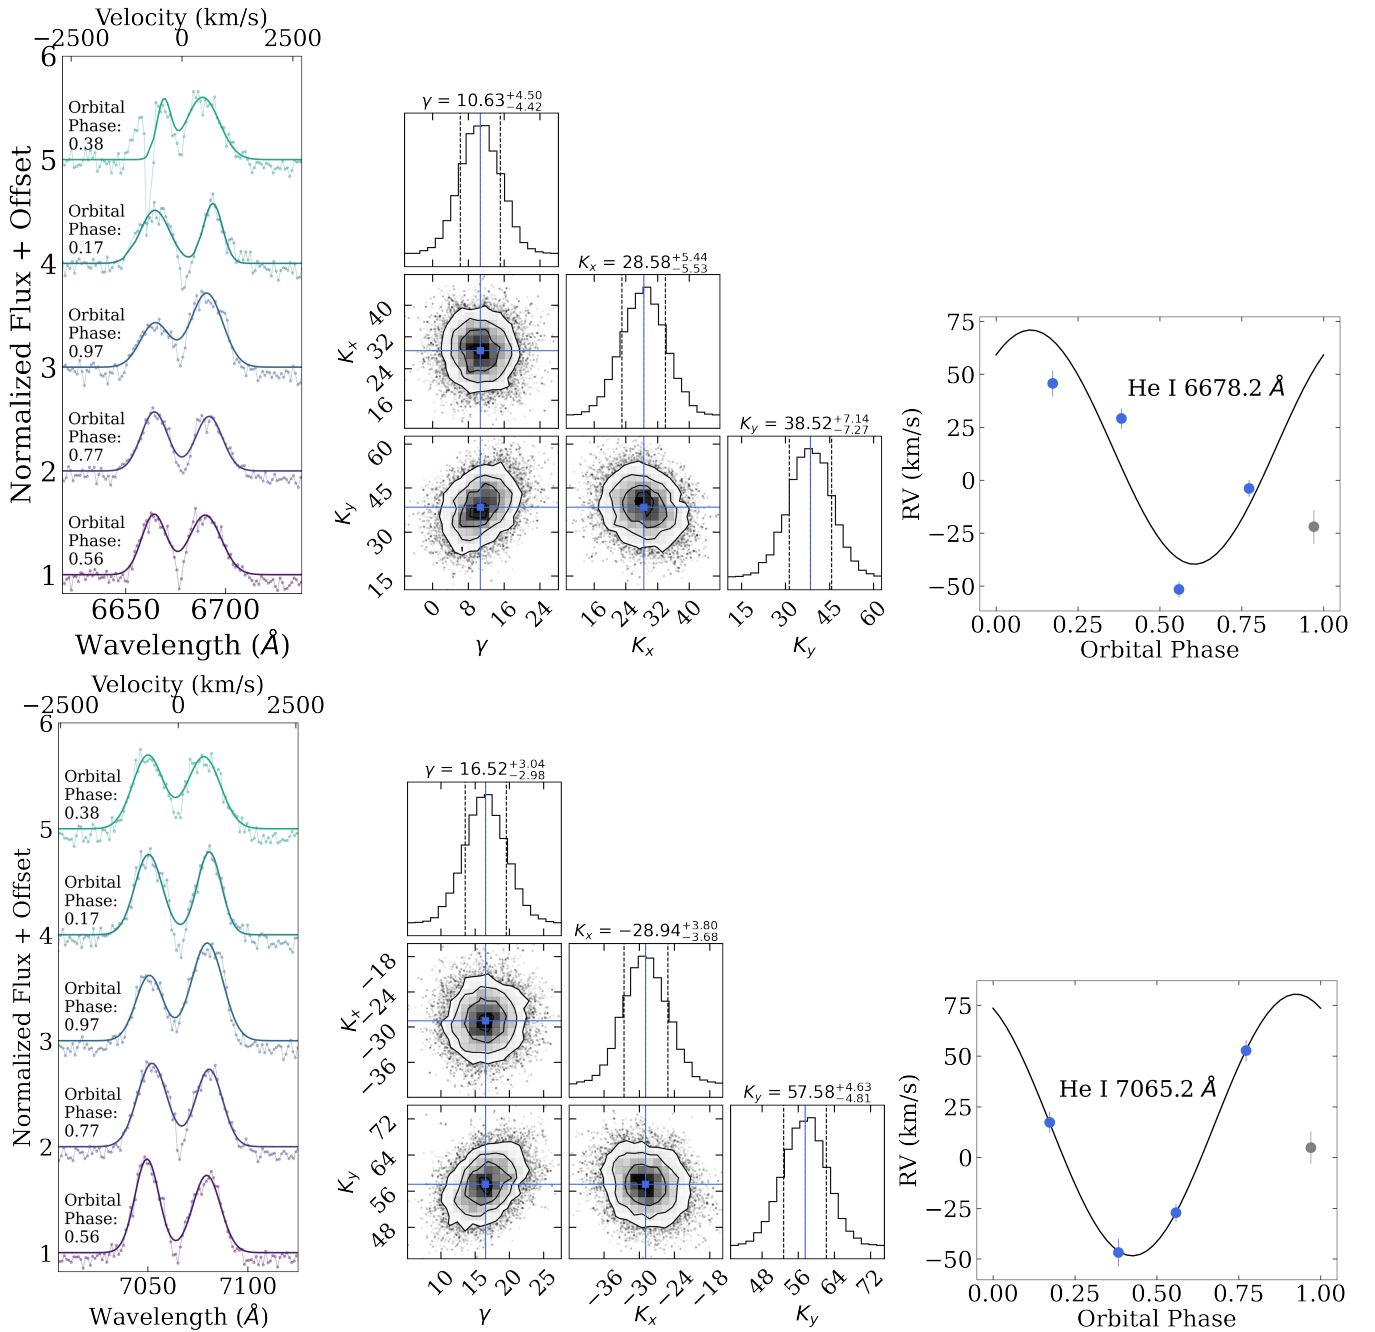 Velocity (km/s)
−2500 0 2500
6
5
4
3
2
1
Normalized Flux + Offset
Orbital
Phase:
0.38
Orbital
Phase:
0.17
Orbital
Phase:
0.97
Orbital
Phase:
0.77
Orbital
Phase:
0.56
6650 6700
Wavelength (Å)
γ = 10.63 +4.50 −4.42
Kx = 28.58 +5.44 −5.53
Ky = 38.52 +7.14 −7.27
Kx
40
32
24
16
Ky
60
45
30
15
0 8 16 24
γ
16 24 32 40
Kx
15 30 45 60
Ky
75
50
25
0
−25
−50
RV (km/s)
He I 6678.2 Å
0.00 0.25 0.50 0.75 1.00
Orbital Phase
Velocity (km/s)
−2500 0 2500
6
5
4
3
2
1
Normalized Flux + Offset
Orbital
Phase:
0.38
Orbital
Phase:
0.17
Orbital
Phase:
0.97
Orbital
Phase:
0.77
Orbital
Phase:
0.56
7050 7100
Wavelength (Å)
γ = 16.52 +3.04 −2.98
Kx = −28.94 +3.80 −3.68
Ky = 57.58 +4.63 −4.81
Kx
−18
−24
−30
−36
Ky
72
64
56
48
10 15 20 25
γ
−36 −30 −24 −18
Kx
48 56 64 72
Ky
75
50
25
0
−25
−50
RV (km/s)
He I 7065.2 Å
0.00 0.25 0.50 0.75 1.00
Orbital Phase